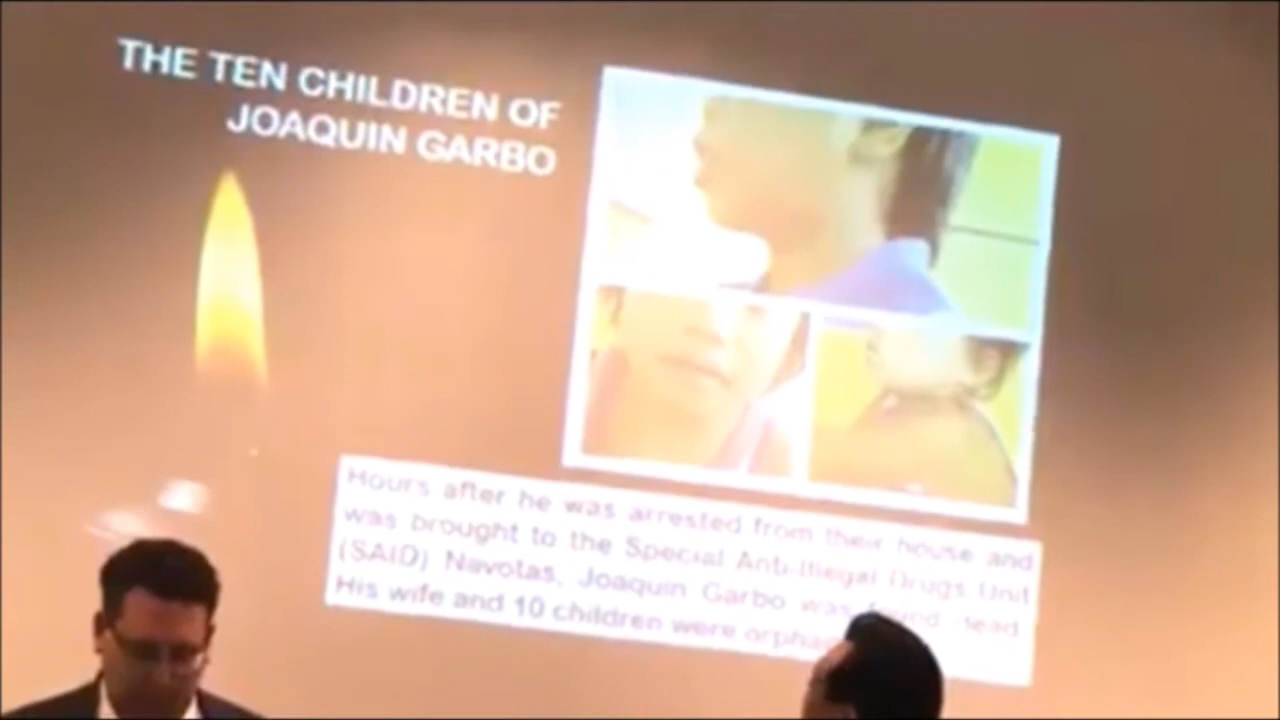 THE TEN CHILDREN OF
JOAQUIN GARBO
Hours after he was arrested from their house and
was brought to the Special Anti-Illegal Drugs Unit
(SAID) Navotas, Joaquin Garbo was found dead.
His wife and 10 children were